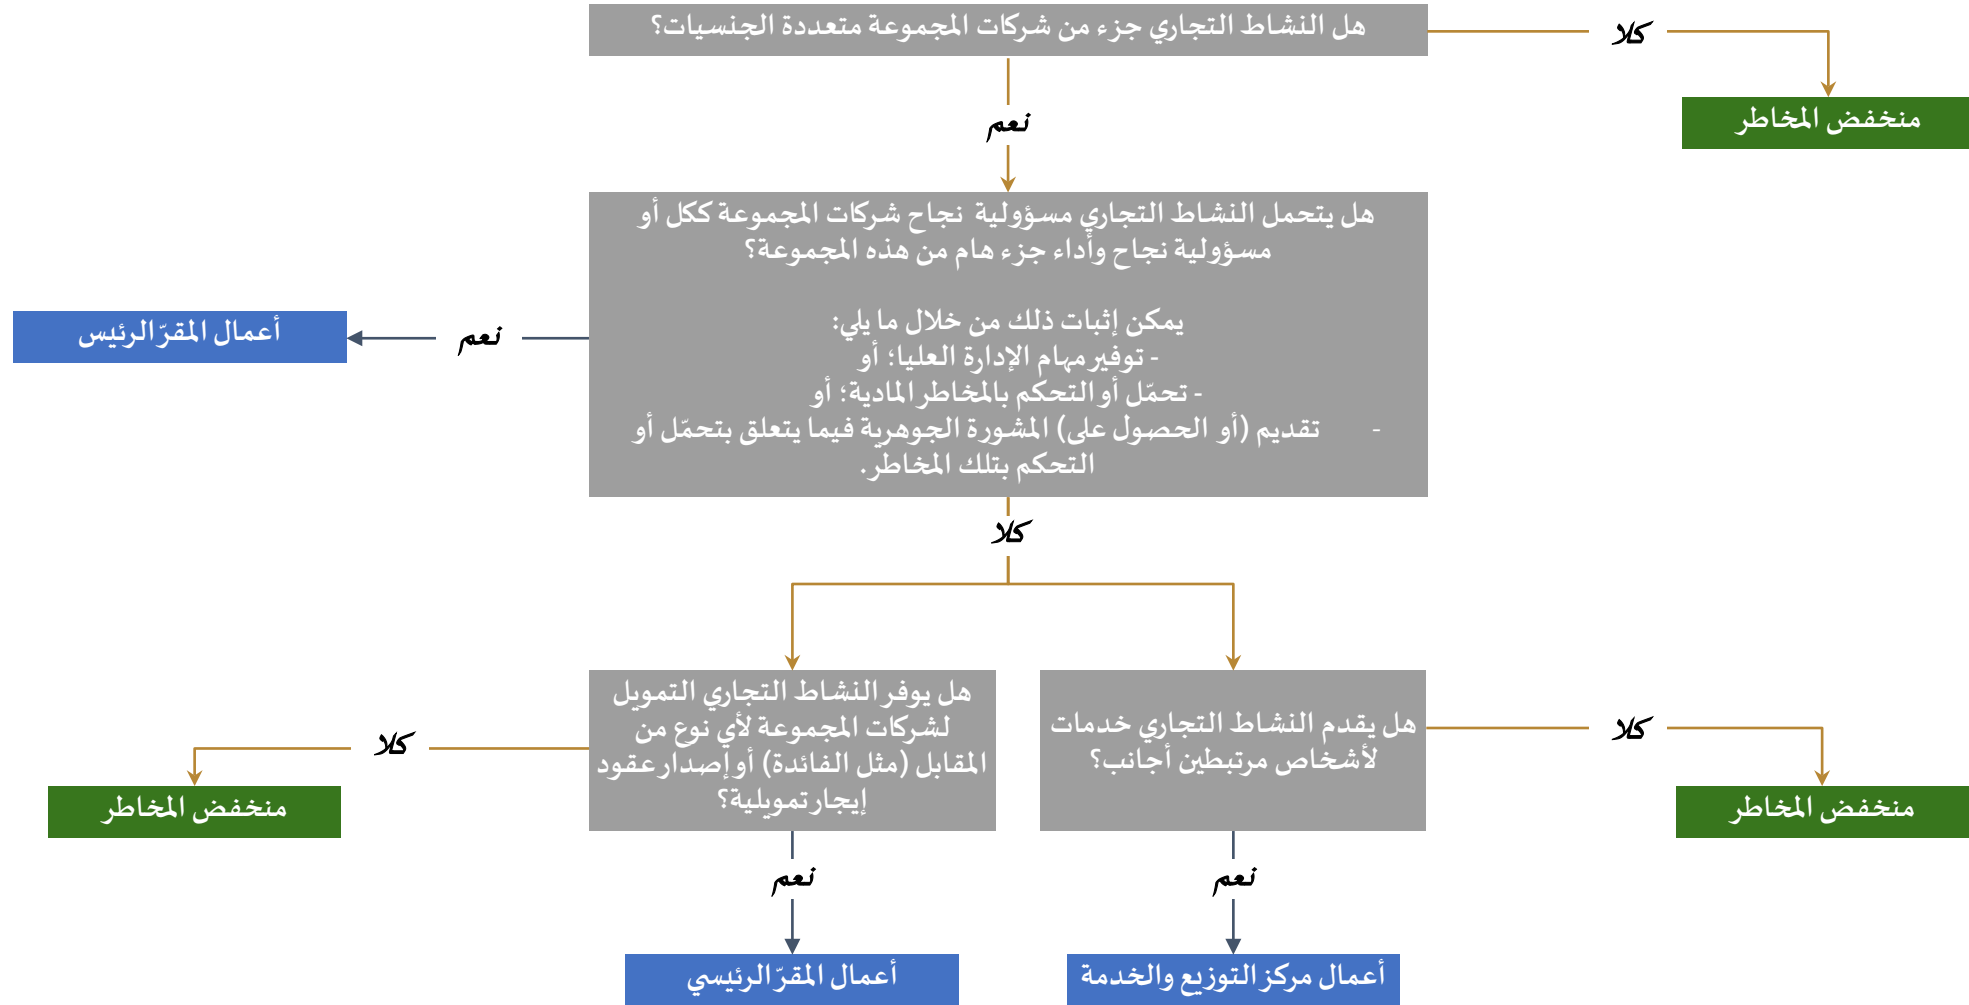 هل النشاط التجاري جزء من شركات المجموعة متعددة الجنسيات؟
كلا
منخفض المخاطر
نعم
هل يتحمل النشاط التجاري مسؤولية نجاح شركات المجموعة ككل أو
مسؤولية نجاح وأداء جزء هام من هذه المجموعة؟
يمكن إثبات ذلك من خلال ما يلي:
- توفير مهام الإدارة العليا؛ أو
- تحمّل أو التحكم بالمخاطر المادية؛ أو
- تقديم (أو الحصول على) المشورة الجوهرية فيما يتعلق بتحمّل أو
التحكم بتلك المخاطر.
نعم
أعمال المقرّ الرئيس
كلا
هل يقدم النشاط التجاري خدمات
لأشخاص مرتبطين أجانب؟
كلا
منخفض المخاطر
هل يوفر النشاط التجاري التمويل
لشركات المجموعة لأي نوع من
المقابل (مثل الفائدة) أو إصدار عقود
إيجار تمويلية؟
كلا
منخفض المخاطر
نعم
أعمال مركز التوزيع والخدمة
نعم
أعمال المقرّ الرئيسي